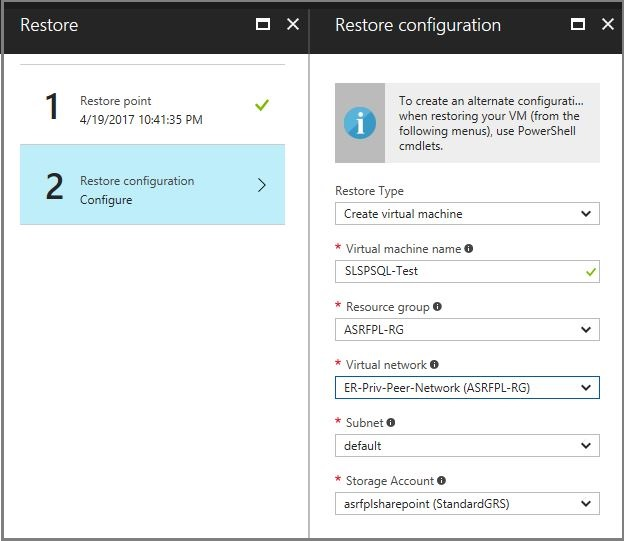 Restore
1
Restore point
4/19/2017 10:41:35 PM
2
Restore configuration
Configure
Restore configuration
To create an alternate configurati...
when restoring your VM (from the
following menus), use PowerShell
cmdlets.
Restore Type
Create virtual machine
* Virtual machine name
SLSPSQL-Test
* Resource group
ASRFPL-RG
* Virtual network
ER-Priv-Peer-Network (ASRFPL-RG)
* Subnet
default
* Storage Account
asrfplsharepoint (StandardGRS)